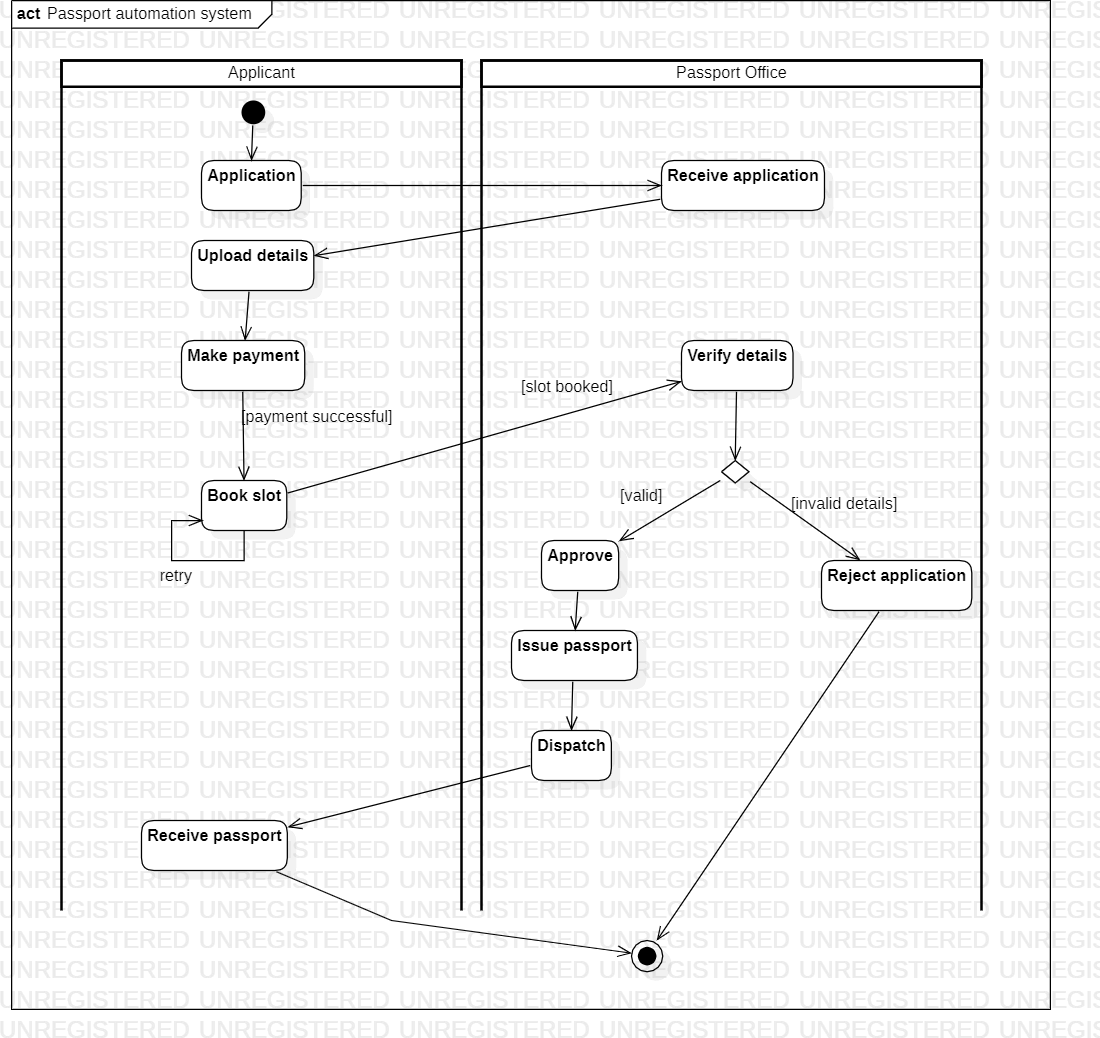 act Passport automation system
Applicant
Passport Office
Application
Receive application
Upload details
Make payment
Verify details
[slot booked]
[payment successful]
Book slot
[valid]
[invalid details]
retry
Approve
Reject application
Issue passport
Dispatch
Receive passport
UNREGISTERED